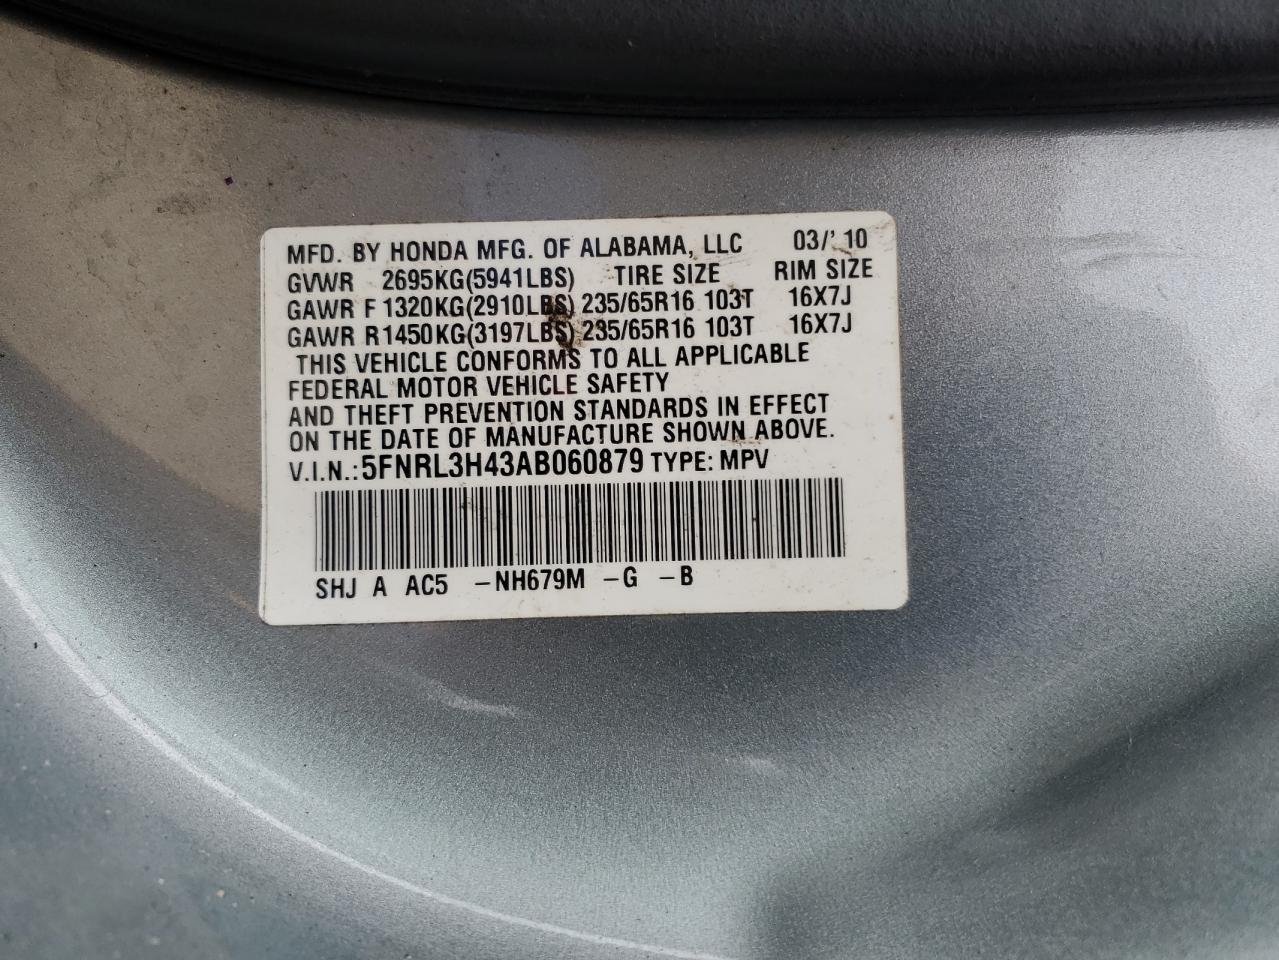 MFD. BY HONDA MFG. OF ALABAMA, LLC 03/'10
GVWR 2695KG(5941LBS) TIRE SIZE RIM SIZE
GAWR F 1320KG(2910LBS) 235/65R16 103T 16X7J
GAWR R 1450KG(3197LBS) 235/65R16 103T 16X7J
THIS VEHICLE CONFORMS TO ALL APPLICABLE
FEDERAL MOTOR VEHICLE SAFETY
AND THEFT PREVENTION STANDARDS IN EFFECT
ON THE DATE OF MANUFACTURE SHOWN ABOVE.
V.I.N.: 5FNRL3H43AB060879 TYPE: MPV
SHJ A AC5 -NH679M -G -B